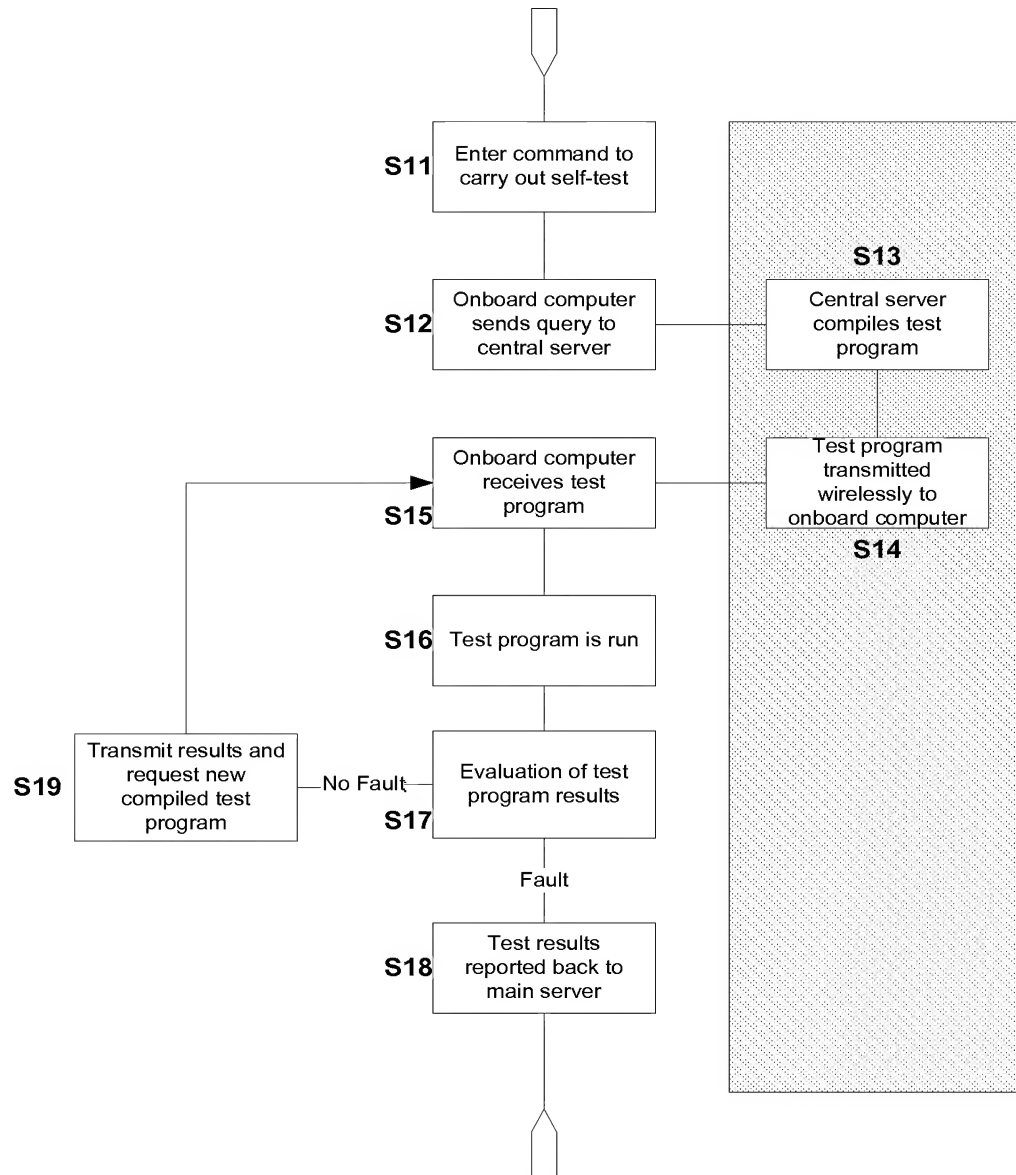 S11
Enter command to
carry out self-test
S12
Onboard computer
sends query to
central server
S13
Central server
compiles test
program
S15
Onboard computer
receives test
program
Test program
transmitted
wirelessly to
onboard computer
S14
S16
Test program is run
S19
Transmit results and
request new
compiled test
program
No Fault
S17
Evaluation of test
program results
Fault
S18
Test results
reported back to
main server